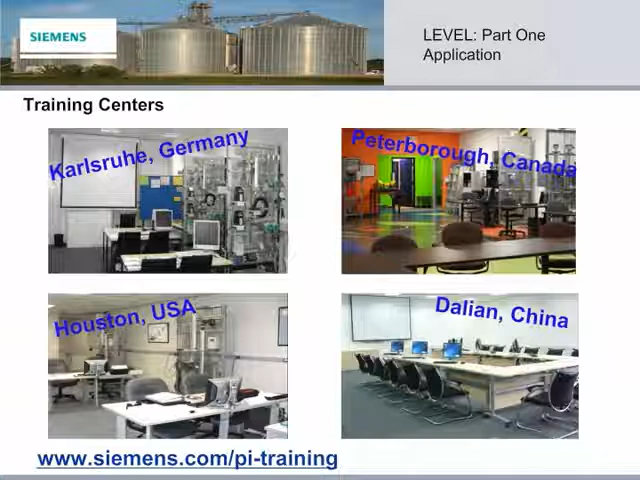 SIEMENS
LEVEL: Part One
Application
Training Centers
Karlsruhe, Germany
Peterborough, Canada
Houston, USA
Dalian, China
www.siemens.com/pi-training